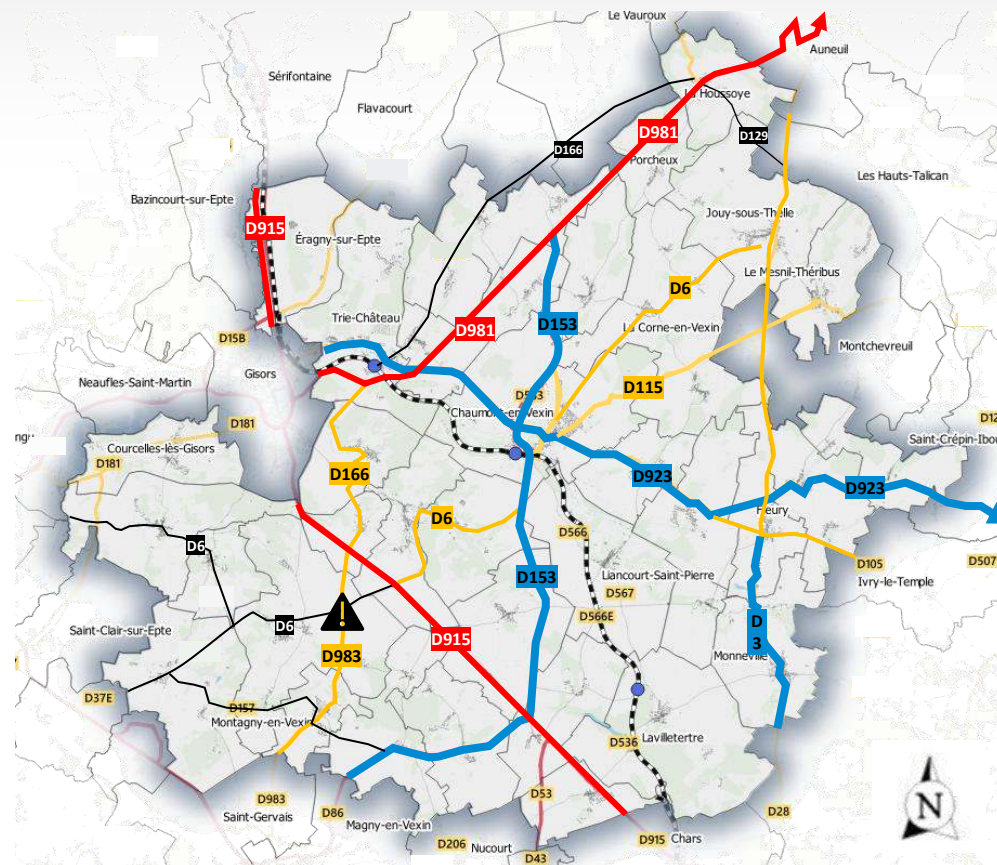 Le Vauroux
Auneuil
Sérifontaine
La Houssoye
Flavacourt
D981
D129
D166
Porcheux
Les Hauts-Talican
Bazincourt-sur-Epte
D915
Éragny-sur-Epte
Jouy-sous-Thelle
Le Mesnil-Théribus
D6
Trie-Château
D981
D153
La Corne-en-Vexin
D15B
Montchevreuil
Gisors
Neaufles-Saint-Martin
D115
Chaumont-en-Vexin
D181
Saint-Crépin-Ibou
Courcelles-lès-Gisors
D181
D166
D923
D923
Fleury
D6
D566
D6
D105
D507
Ivry-le-Temple
Liancourt-Saint-Pierre
D153
D567
D566E
D6
Saint-Clair-sur-Epte
D915
D
3
D983
Monneville
D37E
D157
Montagny-en-Vexin
D536
Lavilletertre
D983
D53
D86
D28
Saint-Gervais
Magny-en-Vexin
D206
Nucourt
D43
D915
Chars
N